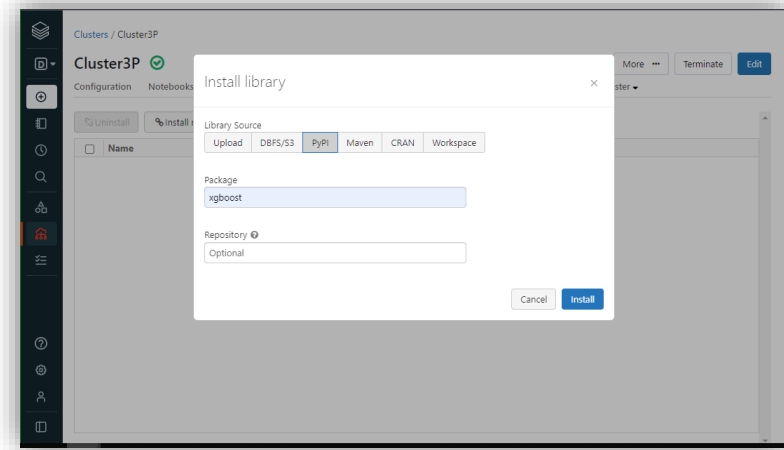 Clusters / Cluster3P
D
Cluster3P
More ··· Terminate Edit
Configuration Notebooks
Install library ×
Uninstall Install
Name
Library Source
Upload DBFS/S3 PyPI Maven CRAN Workspace
Package
xgboost
Repository
Optional
Cancel Install